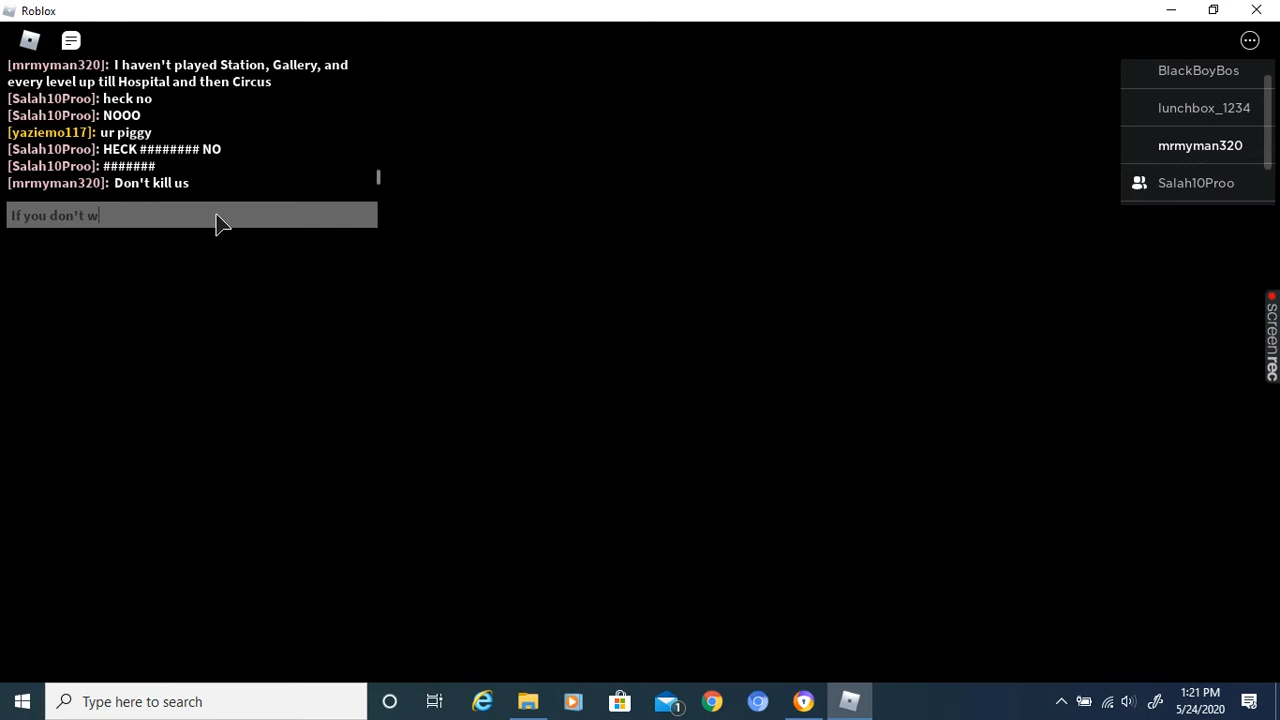 Roblox
[mrmyman320]: I haven't played Station, Gallery, and
every level up till Hospital and then Circus
[Salah10Proo]: heck no
[Salah10Proo]: NOOO
[yaziemo117]: ur piggy
[Salah10Proo]: HECK ######## NO
[Salah10Proo]: #######
[mrmyman320]: Don't kill us
If you don't w
BlackBoyBos
lunchbox_1234
mrmyman320
Salah10Proo
screenrec
Type here to search
1
1:21 PM
5/24/2020